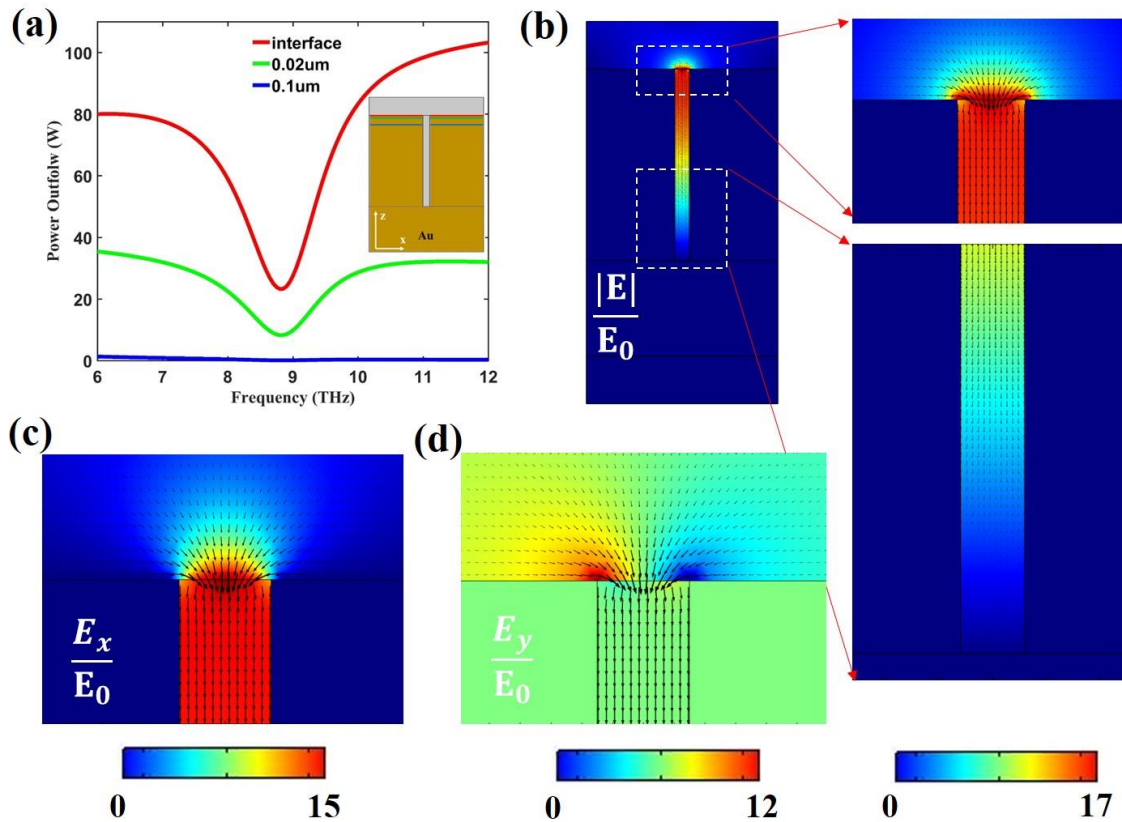 (a)
Power Outfolw (W)
100
80
60
40
20
0
6 7 8 9 10 11 12
Frequency (THz)
interface
0.02um
0.1um
z
x
Au
(b)
|E|
E₀
(c)
Eₓ
E₀
0 15
(d)
E_y
E₀
0 12
0 17